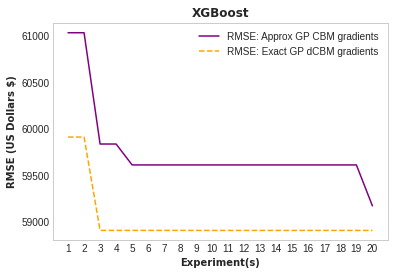 XGBoost
RMSE: Approx GP CBM gradients
RMSE: Exact GP dCBM gradients
61000
60500
60000
59500
59000
RMSE (US Dollars $)
1 2 3 4 5 6 7 8 9 10 11 12 13 14 15 16 17 18 19 20
Experiment(s)